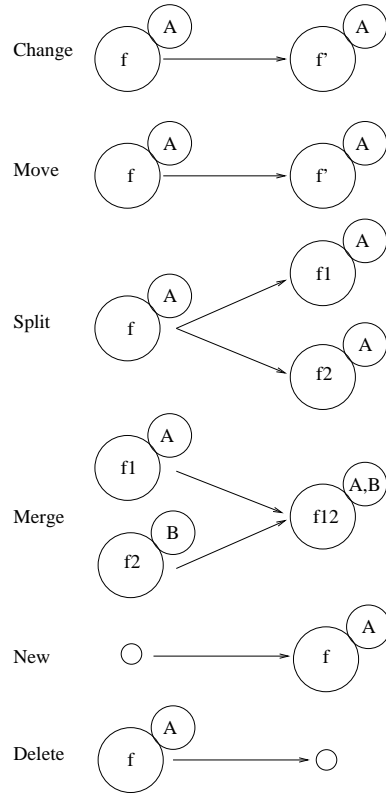 A A
Change f f'
A A
Move f f'
A
f1
A
Split f
A
f2
A
f1
A,B
Merge f12
B
f2
A
New f
A
Delete f